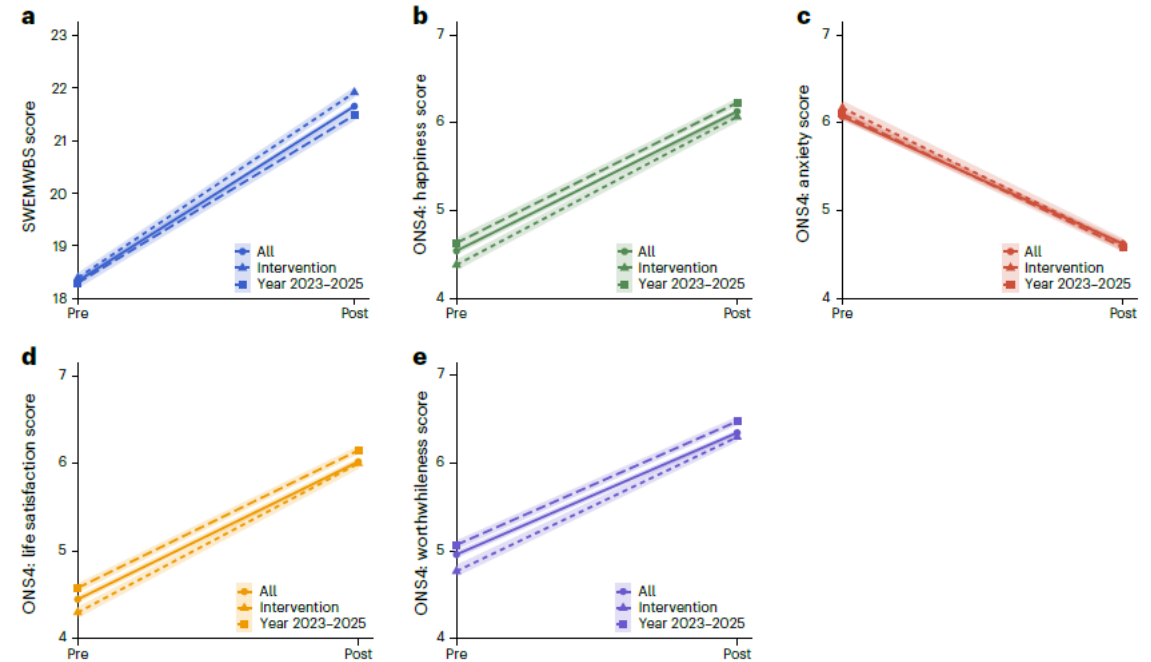 a
SWEMWBS score
23
22
21
20
19
18
Pre
Post
All
Intervention
Year 2023–2025
b
ONS4: happiness score
7
6
5
4
Pre
Post
All
Intervention
Year 2023–2025
c
ONS4: anxiety score
7
6
5
4
Pre
Post
All
Intervention
Year 2023–2025
d
ONS4: life satisfaction score
7
6
5
4
Pre
Post
All
Intervention
Year 2023–2025
e
ONS4: worthwhileness score
7
6
5
4
Pre
Post
All
Intervention
Year 2023–2025